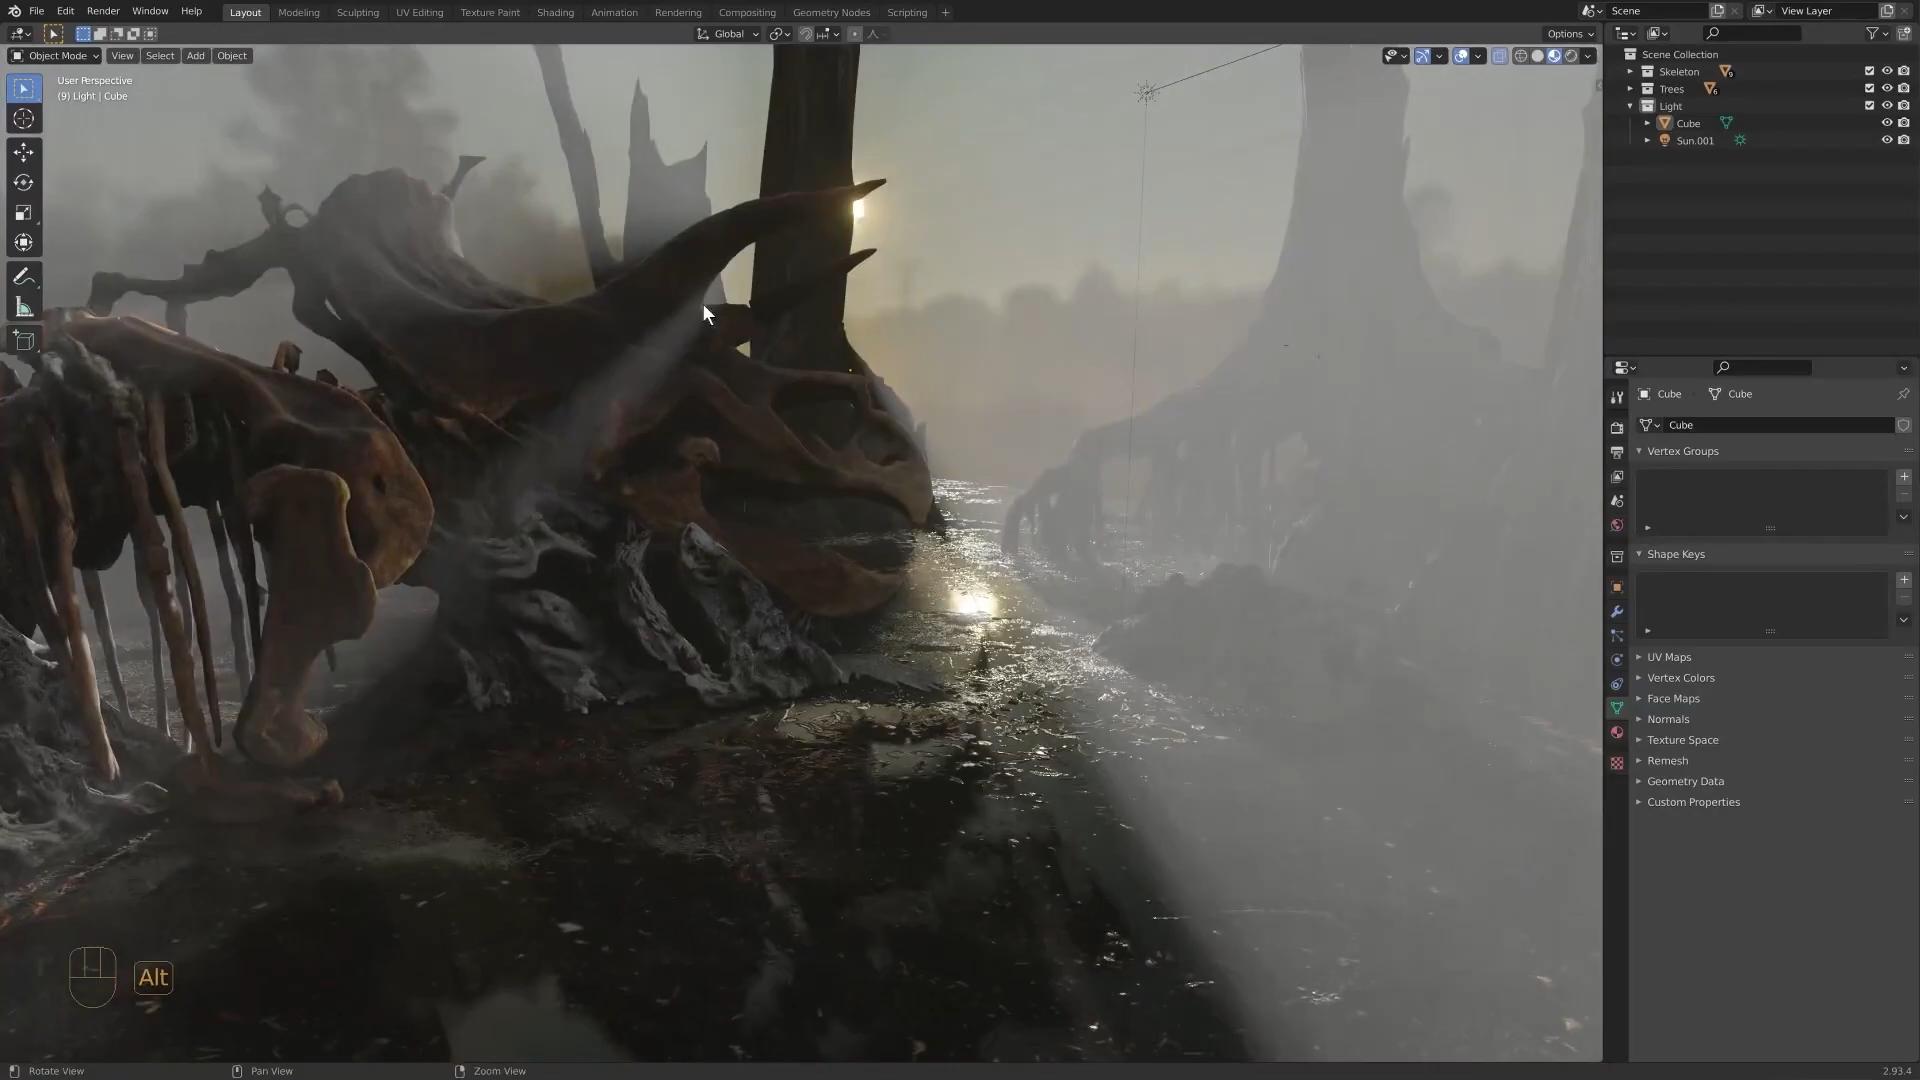 File Edit Render Window Help Layout Modeling Sculpting UV Editing Texture Paint Shading Animation Rendering Compositing Geometry Nodes Scripting + Scene View Layer
Global Options
Object Mode View Select Add Object
User Perspective
(9) Light | Cube
Scene Collection
Skeleton 9
Trees 6
Light
Cube
Sun.001
Cube Cube
Cube
Vertex Groups
Shape Keys
UV Maps
Vertex Colors
Face Maps
Normals
Texture Space
Remesh
Geometry Data
Custom Properties
Alt
Rotate View Pan View Zoom View 2.93.4